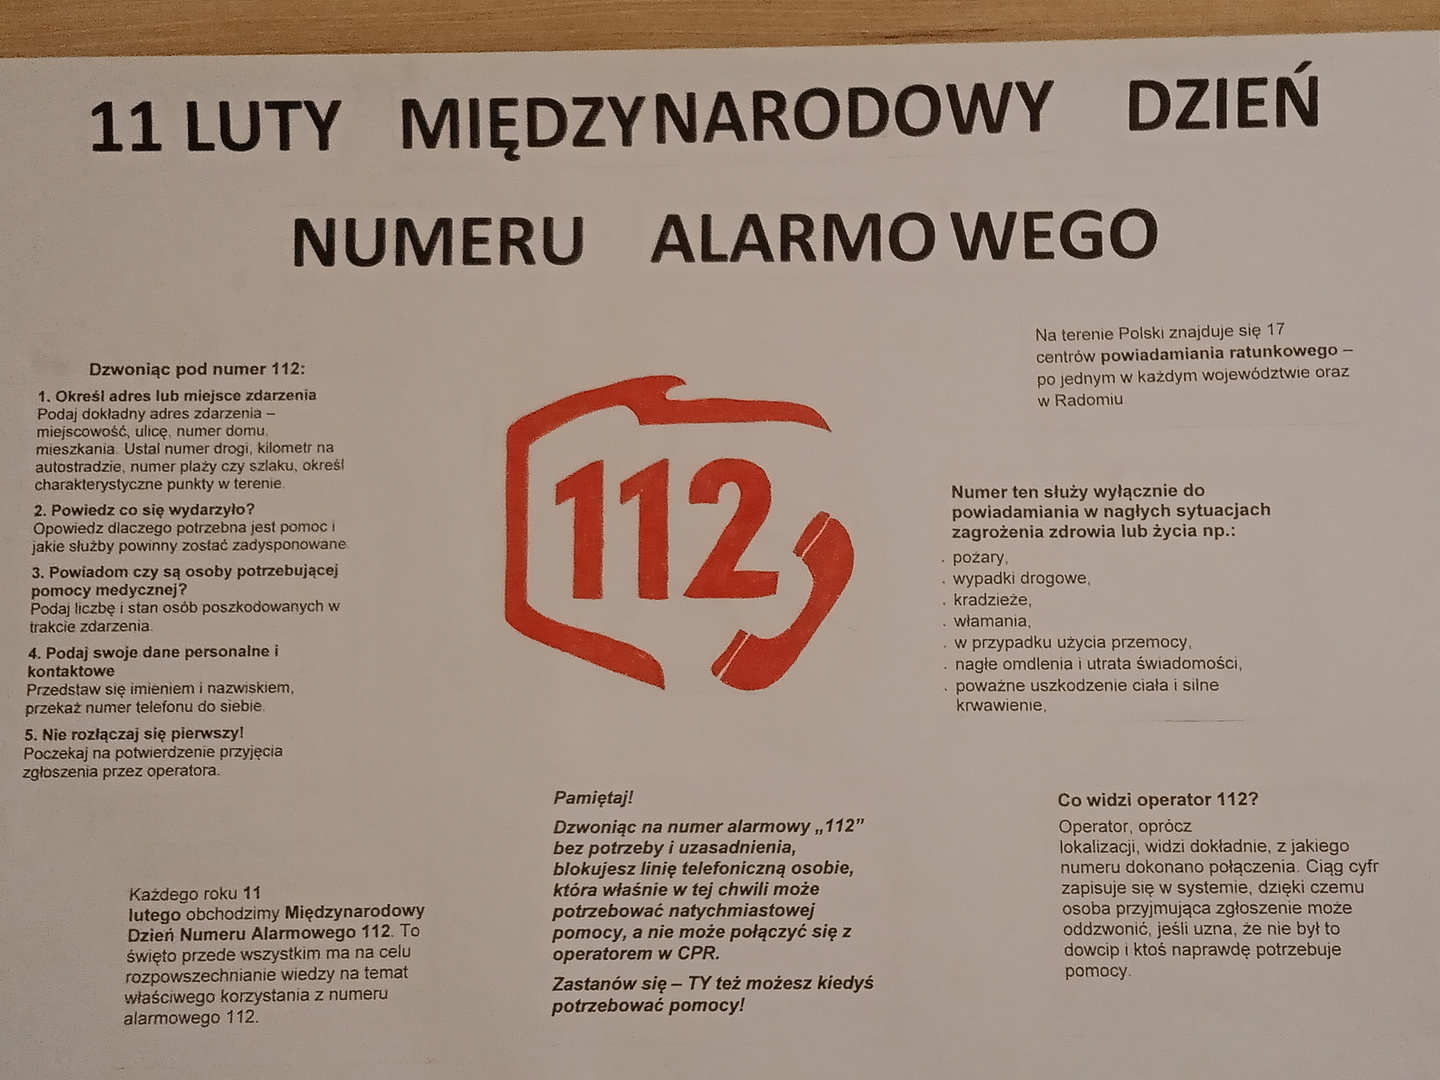 11 LUTY MIĘDZYNARODOWY DZIEŃ
NUMERU ALARMOWEGO
Dzwoniąc pod numer 112:
1. Określ adres lub miejsce zdarzenia
Podaj dokładny adres zdarzenia –
miejscowość, ulicę, numer domu,
mieszkania. Ustal numer drogi, kilometr na
autostradzie, numer plaży czy szlaku, określ
charakterystyczne punkty w terenie.
2. Powiedz co się wydarzyło?
Opowiedz dlaczego potrzebna jest pomoc i
jakie służby powinny zostać zadysponowane.
3. Powiadom czy są osoby potrzebującej
pomocy medycznej?
Podaj liczbę i stan osób poszkodowanych w
trakcie zdarzenia.
4. Podaj swoje dane personalne i
kontaktowe
Przedstaw się imieniem i nazwiskiem,
przekaż numer telefonu do siebie.
5. Nie rozłączaj się pierwszy!
Poczekaj na potwierdzenie przyjęcia
zgłoszenia przez operatora.
Każdego roku 11
lutego obchodzimy Międzynarodowy
Dzień Numeru Alarmowego 112. To
święto przede wszystkim ma na celu
rozpowszechnianie wiedzy na temat
właściwego korzystania z numeru
alarmowego 112.
112
Pamiętaj!
Dzwoniąc na numer alarmowy „112”
bez potrzeby i uzasadnienia,
blokujesz linię telefoniczną osobie,
która właśnie w tej chwili może
potrzebować natychmiastowej
pomocy, a nie może połączyć się z
operatorem w CPR.
Zastanów się – TY też możesz kiedyś
potrzebować pomocy!
Na terenie Polski znajduje się 17
centrów powiadamiania ratunkowego –
po jednym w każdym województwie oraz
w Radomiu
Numer ten służy wyłącznie do
powiadamiania w nagłych sytuacjach
zagrożenia zdrowia lub życia np.:
. pożary,
. wypadki drogowe,
. kradzieże,
. włamania,
. w przypadku użycia przemocy,
. nagłe omdlenia i utrata świadomości,
. poważne uszkodzenie ciała i silne
krwawienie,
Co widzi operator 112?
Operator, oprócz
lokalizacji, widzi dokładnie, z jakiego
numeru dokonano połączenia. Ciąg cyfr
zapisuje się w systemie, dzięki czemu
osoba przyjmująca zgłoszenie może
oddzwonić, jeśli uzna, że nie był to
dowcip i ktoś naprawdę potrzebuje
pomocy.